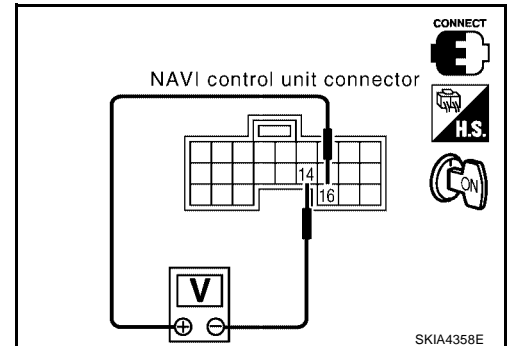 CONNECT
NAVI control unit connector
H.S.
14
16
ON
V
+ −
SKIA4358E